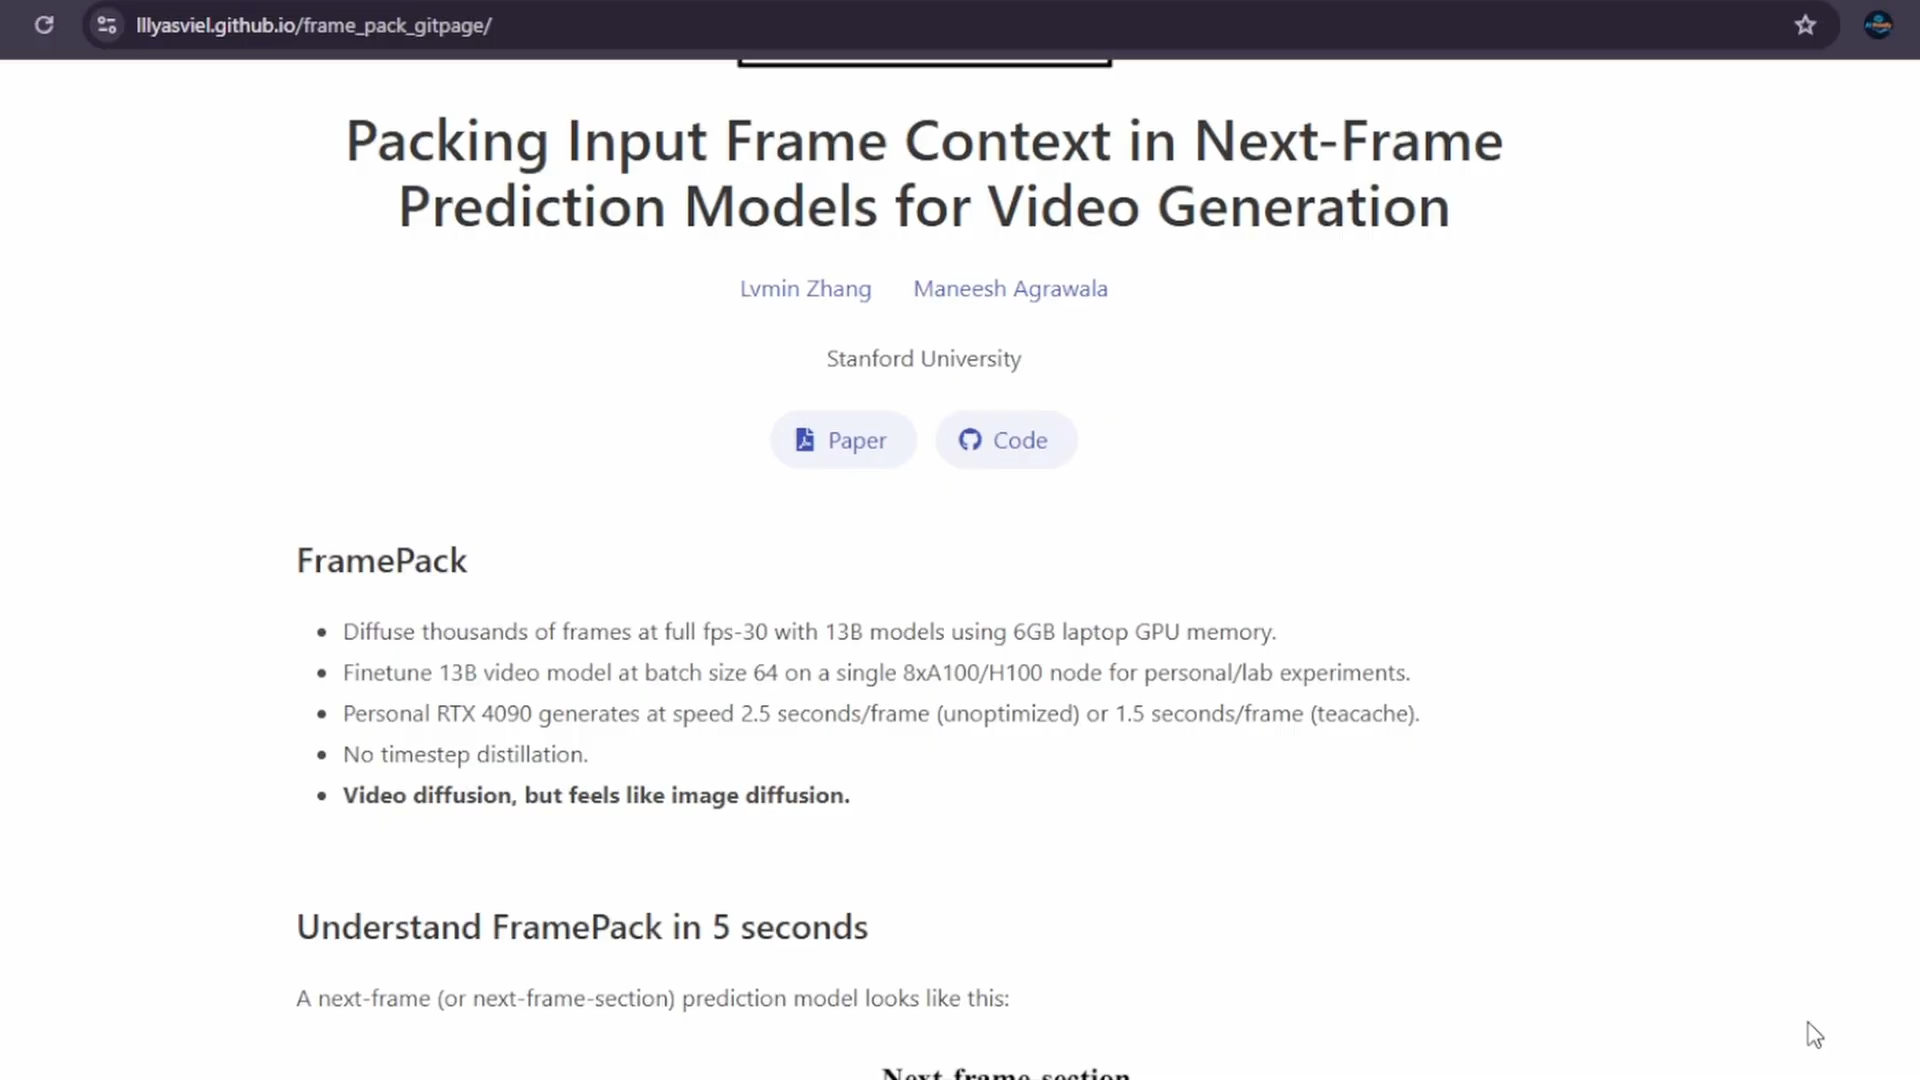 lllyasviel.github.io/frame_pack_gitpage/
Packing Input Frame Context in Next-Frame
Prediction Models for Video Generation
Lvmin Zhang Maneesh Agrawala
Stanford University
Paper Code
FramePack
• Diffuse thousands of frames at full fps-30 with 13B models using 6GB laptop GPU memory.
• Finetune 13B video model at batch size 64 on a single 8xA100/H100 node for personal/lab experiments.
• Personal RTX 4090 generates at speed 2.5 seconds/frame (unoptimized) or 1.5 seconds/frame (teacache).
• No timestep distillation.
• Video diffusion, but feels like image diffusion.
Understand FramePack in 5 seconds
A next-frame (or next-frame-section) prediction model looks like this:
Next-frame-section